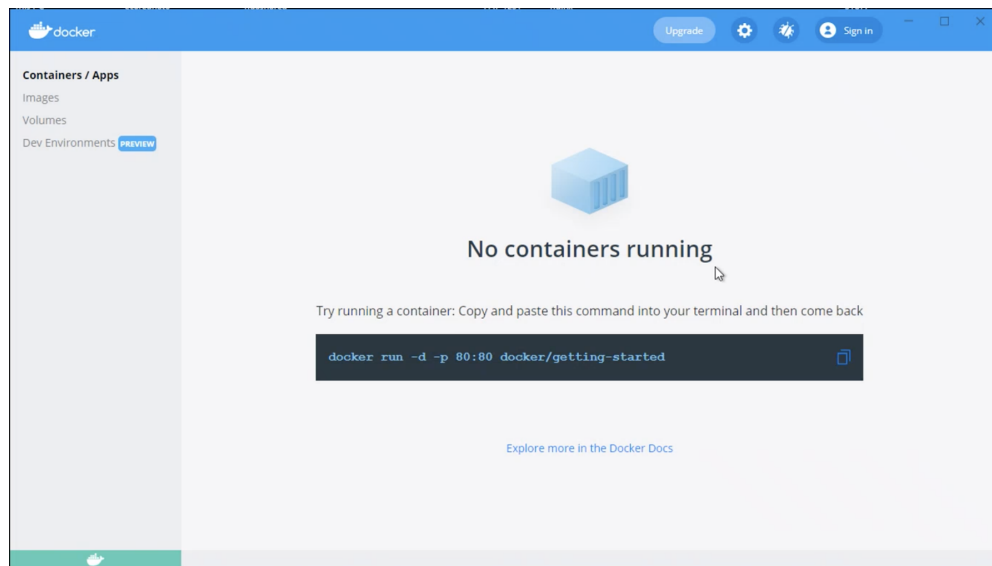 docker
Upgrade
Sign in
Containers / Apps
Images
Volumes
Dev Environments PREVIEW
No containers running
Try running a container: Copy and paste this command into your terminal and then come back
docker run -d -p 80:80 docker/getting-started
Explore more in the Docker Docs